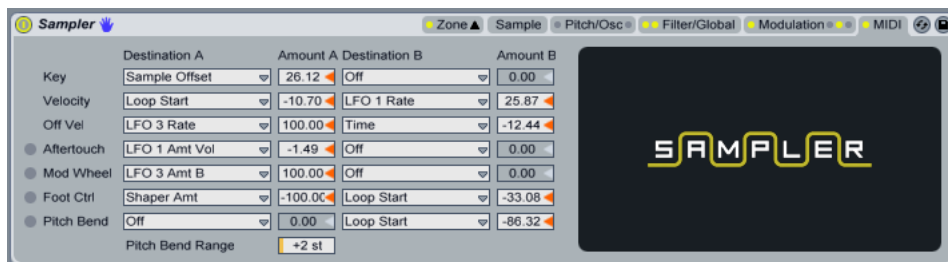 Sampler Zone Sample Pitch/Osc Filter/Global Modulation MIDI
Destination A Amount A Destination B Amount B
Key Sample Offset 26.12 Off 0.00
Velocity Loop Start -10.70 LFO 1 Rate 25.87
Off Vel LFO 3 Rate 100.00 Time -12.44
Aftertouch LFO 1 Amt Vol -1.49 Off 0.00
Mod Wheel LFO 3 Amt B 100.00 Off 0.00
Foot Ctrl Shaper Amt -100.00 Loop Start -33.08
Pitch Bend Off 0.00 Loop Start -86.32
Pitch Bend Range +2 st
SAMPLER